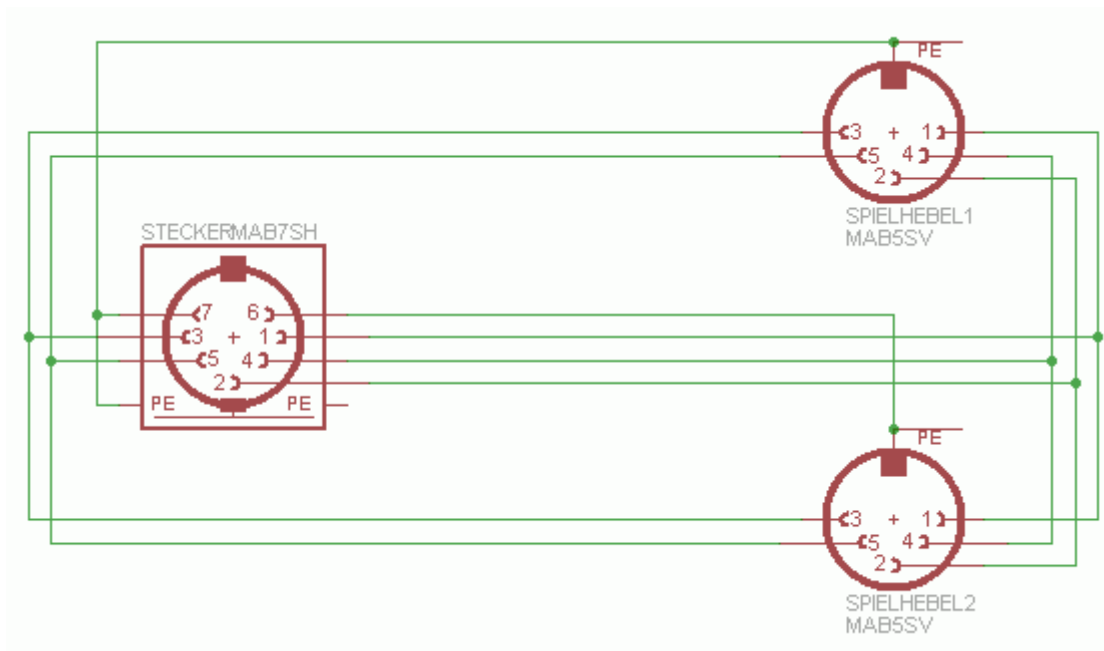 PE
3 + 1
5 4
2
SPIELHEBEL1
MAB5SV
STECKERMAB7SH
7 6
3 + 1
5 4
2
PE PE
PE
3 + 1
5 4
2
SPIELHEBEL2
MAB5SV